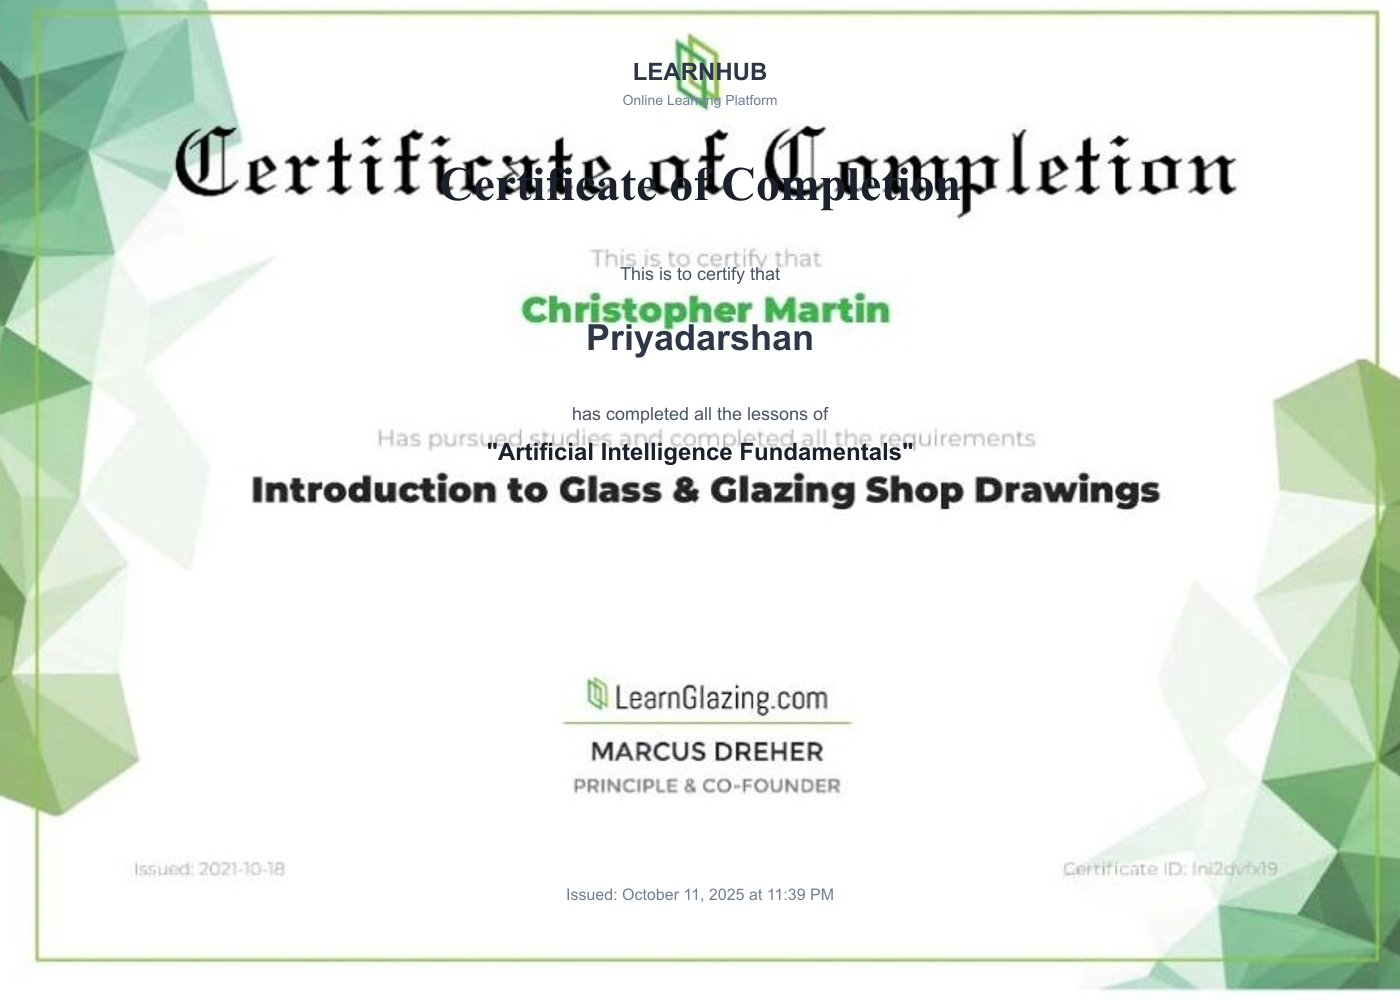 LEARNHUB
Online Learning Platform
Certificate of Completion
Certificate of Completion
This is to certify that
This is to certify that
Christopher Martin
Priyadarshan
has completed all the lessons of
Has pursued studies and completed all the requirements
"Artificial Intelligence Fundamentals"
Introduction to Glass & Glazing Shop Drawings
LearnGlazing.com
MARCUS DREHER
PRINCIPLE & CO-FOUNDER
Issued: 2021-10-18
Certificate ID: lni2dvfx19
Issued: October 11, 2025 at 11:39 PM